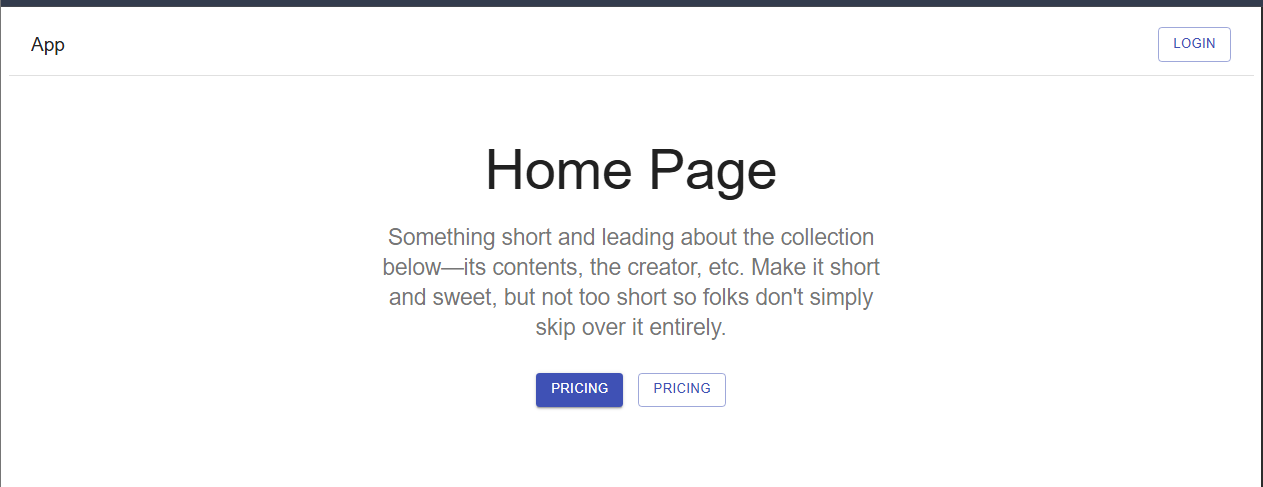 App
LOGIN
Home Page
Something short and leading about the collection
below—its contents, the creator, etc. Make it short
and sweet, but not too short so folks don't simply
skip over it entirely.
PRICING
PRICING